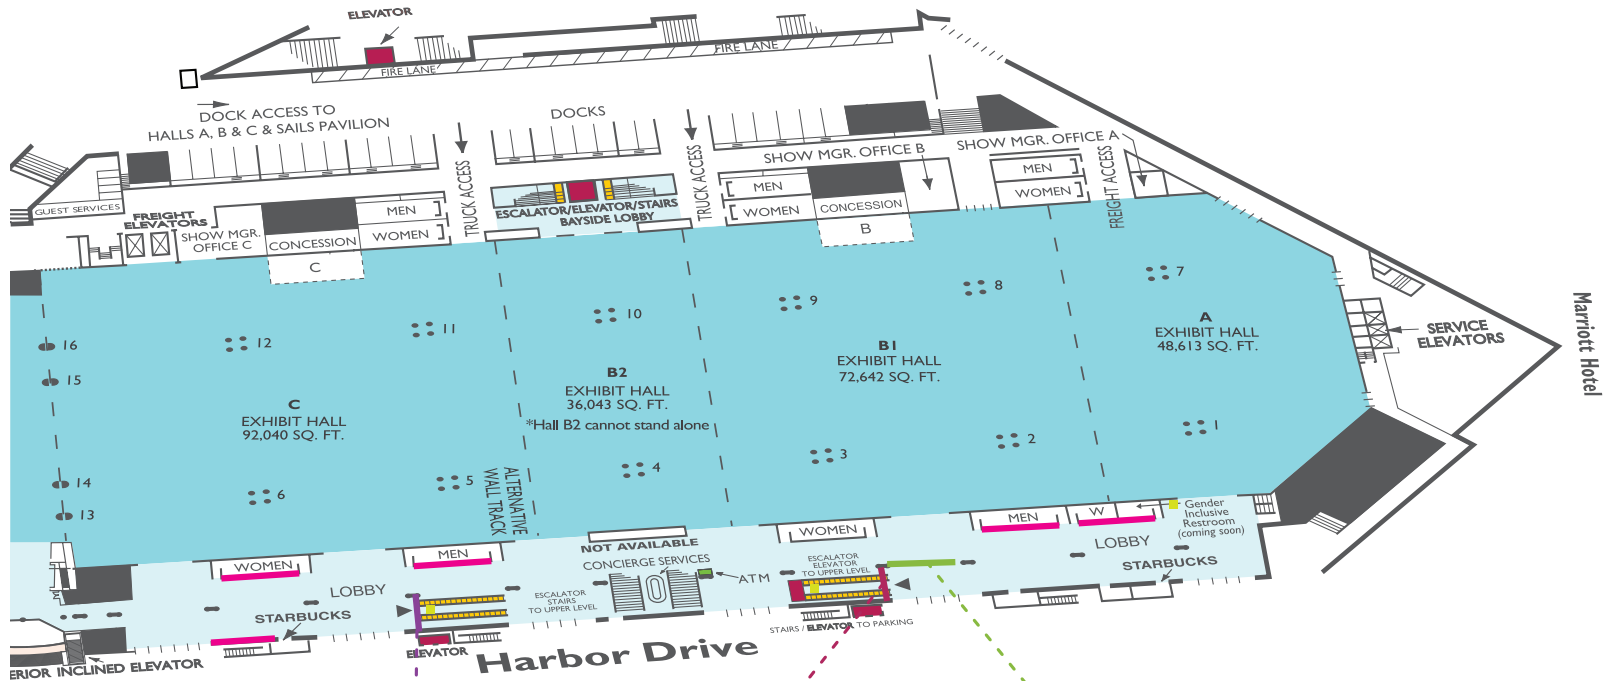 ELEVATOR
FIRE LANE
FIRE LANE
DOCK ACCESS TO
HALLS A, B & C & SAILS PAVILION
DOCKS
TRUCK ACCESS
TRUCK ACCESS
SHOW MGR. OFFICE B
SHOW MGR. OFFICE A
FREIGHT ACCESS
MEN
WOMEN
MEN
WOMEN
CONCESSION
B
GUEST SERVICES
FREIGHT
ELEVATORS
SHOW MGR.
OFFICE C
CONCESSION
C
MEN
WOMEN
ESCALATOR/ELEVATOR/STAIRS
BAYSIDE LOBBY
7
8
9
10
11
12
16
15
14
13
A
EXHIBIT HALL
48,613 SQ. FT.
B1
EXHIBIT HALL
72,642 SQ. FT.
B2
EXHIBIT HALL
36,043 SQ. FT.
*Hall B2 cannot stand alone
C
EXHIBIT HALL
92,040 SQ. FT.
SERVICE
ELEVATORS
Marriott Hotel
1
2
3
4
5
6
ALTERNATIVE
WALL TRACK
WOMEN
MEN
NOT AVAILABLE
CONCIERGE SERVICES
WOMEN
MEN
W
Gender
Inclusive
Restroom
(coming soon)
LOBBY
STARBUCKS
LOBBY
STARBUCKS
ESCALATOR
STAIRS
TO UPPER LEVEL
ATM
ESCALATOR
ELEVATOR
TO UPPER LEVEL
STAIRS / ELEVATOR TO PARKING
ELEVATOR
Harbor Drive
ERIOR INCLINED ELEVATOR